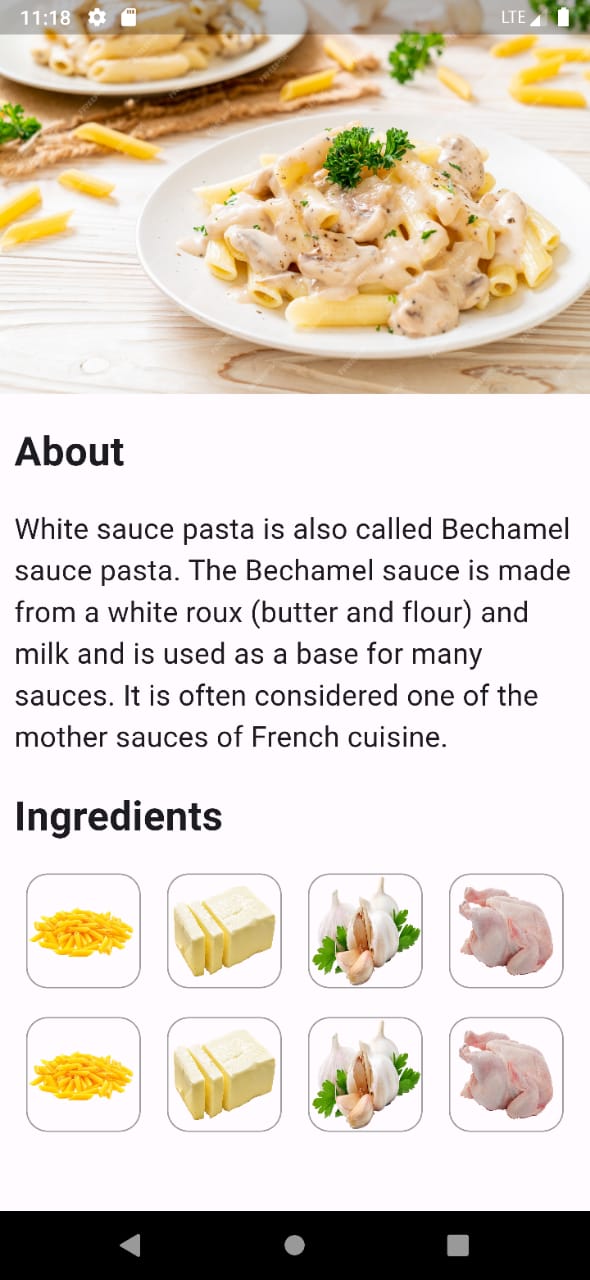 11:18 LTE
About
White sauce pasta is also called Bechamel
sauce pasta. The Bechamel sauce is made
from a white roux (butter and flour) and
milk and is used as a base for many
sauces. It is often considered one of the
mother sauces of French cuisine.
Ingredients